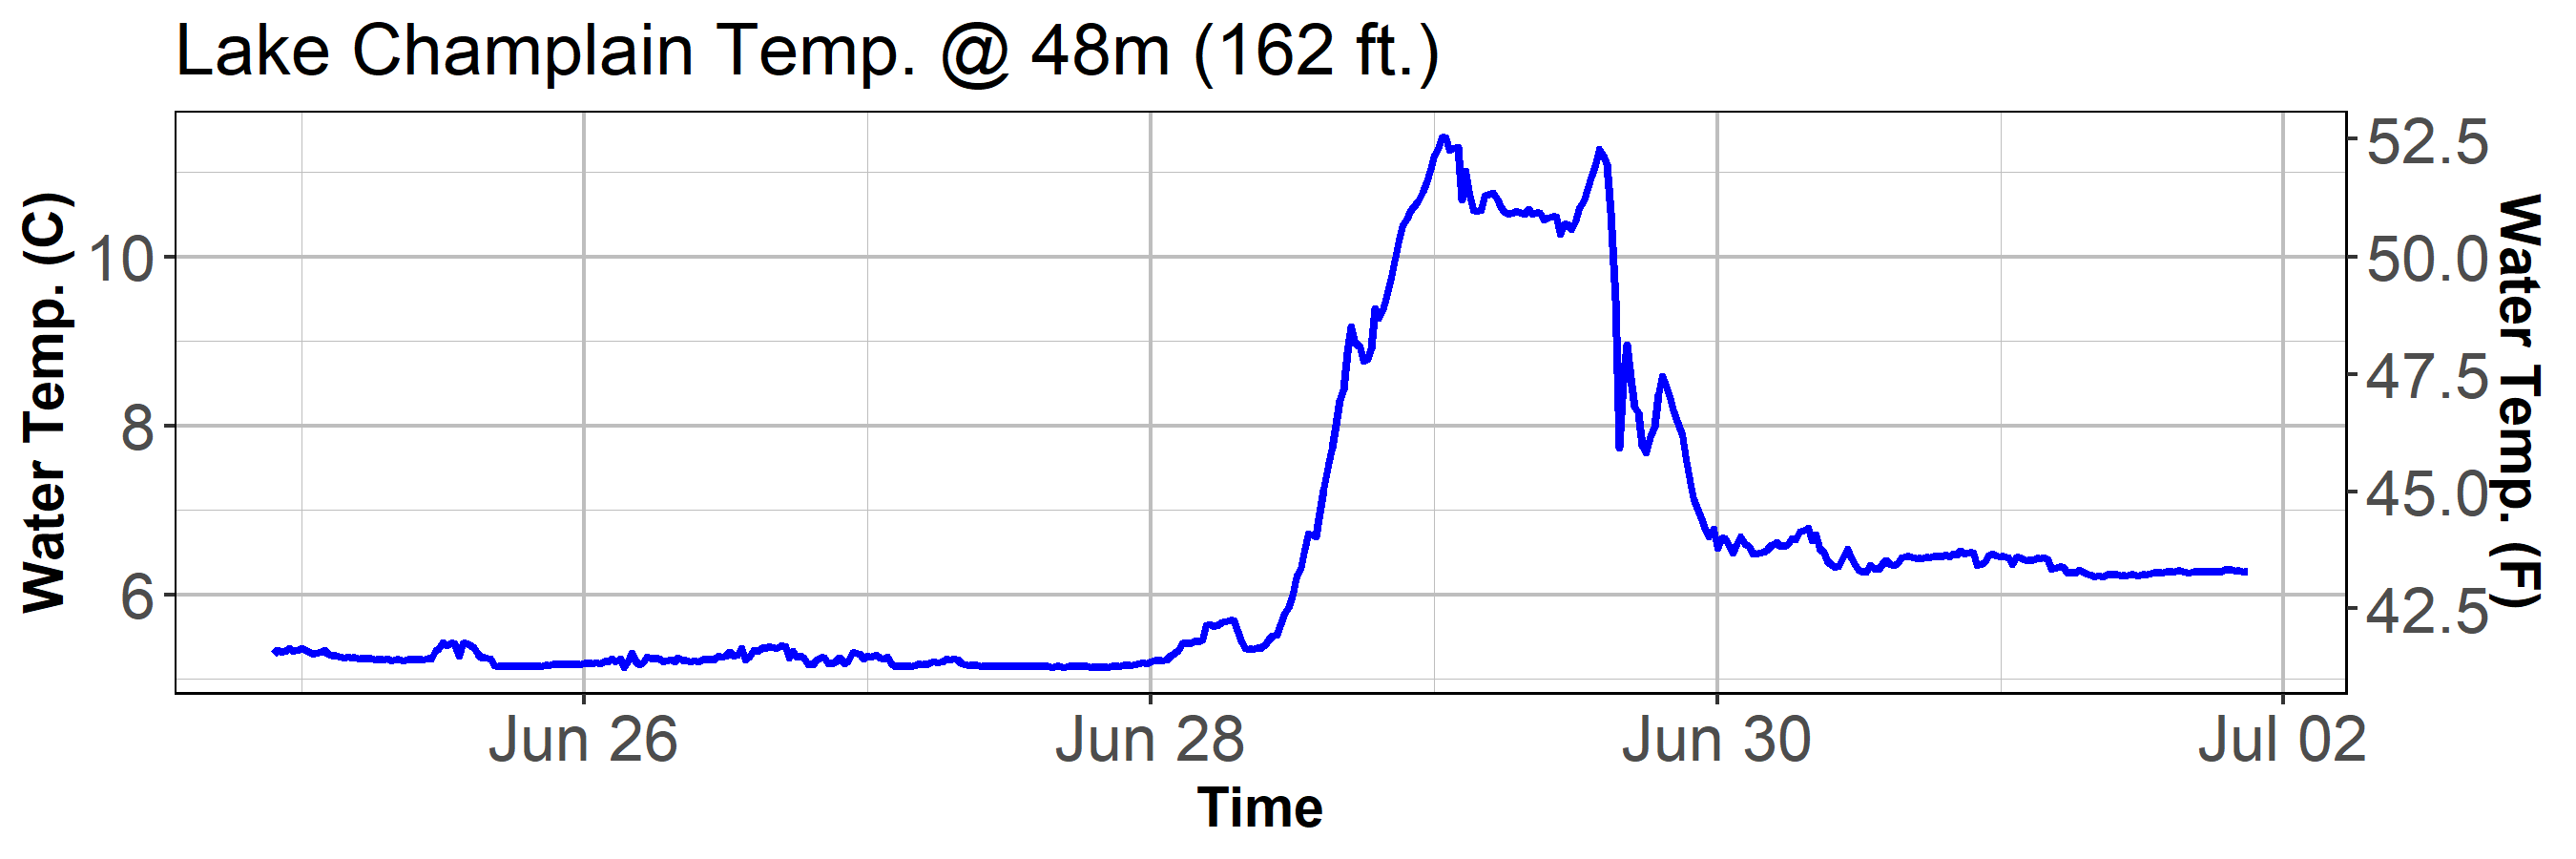 Lake Champlain Temp. @ 48m (162 ft.)
Water Temp. (C)
10
8
6
52.5
50.0
47.5
45.0
42.5
Water Temp. (F)
Jun 26 Jun 28 Jun 30 Jul 02
Time